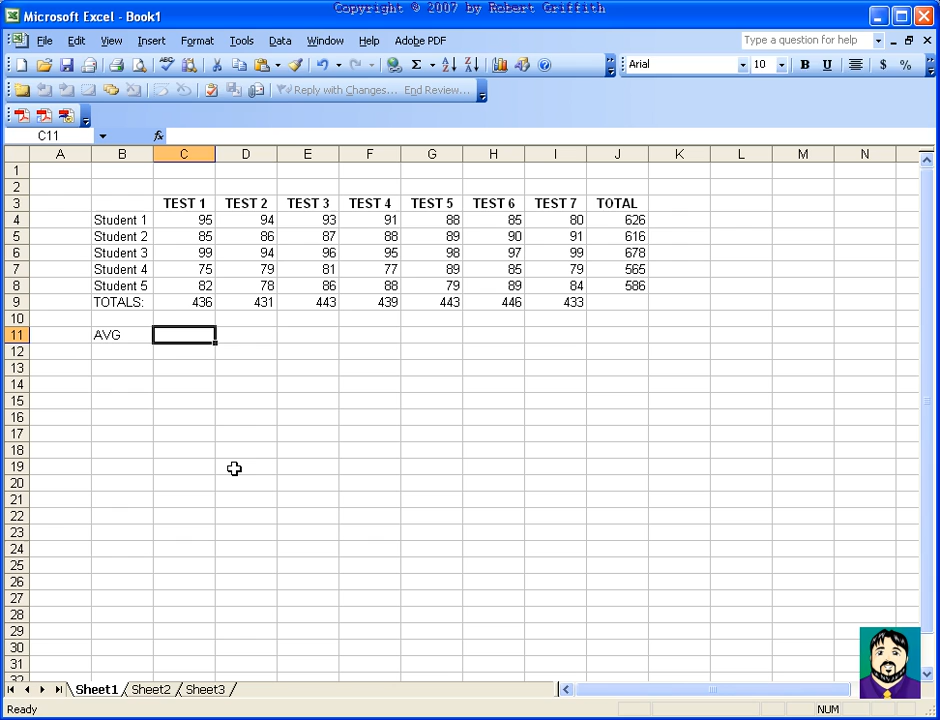 Copyright © 2007 by Robert Griffith
Microsoft Excel - Book1
File Edit View Insert Format Tools Data Window Help Adobe PDF Type a question for help
Arial 10 B U $ %
Reply with Changes... End Review...
C11 fx
A B C D E F G H I J K L M N
1
2
3 TEST 1 TEST 2 TEST 3 TEST 4 TEST 5 TEST 6 TEST 7 TOTAL
4 Student 1 95 94 93 91 88 85 80 626
5 Student 2 85 86 87 88 89 90 91 616
6 Student 3 99 94 96 95 98 97 99 678
7 Student 4 75 79 81 77 89 85 79 565
8 Student 5 82 78 86 88 79 89 84 586
9 TOTALS: 436 431 443 439 443 446 433
10
11 AVG
12
13
14
15
16
17
18
19
20
21
22
23
24
25
26
27
28
29
30
31
32
Sheet1 Sheet2 Sheet3
Ready NUM